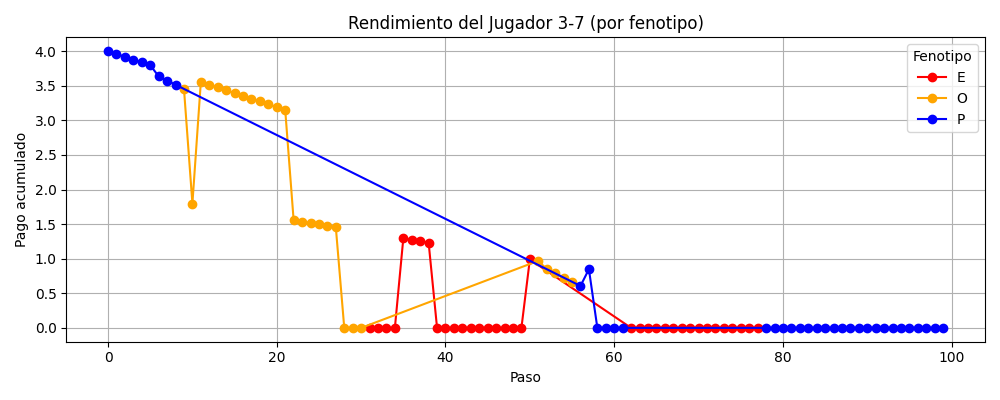 Rendimiento del Jugador 3-7 (por fenotipo)
Pago acumulado
4.0
3.5
3.0
2.5
2.0
1.5
1.0
0.5
0.0
Fenotipo
E
O
P
0
20
40
60
80
100
Paso